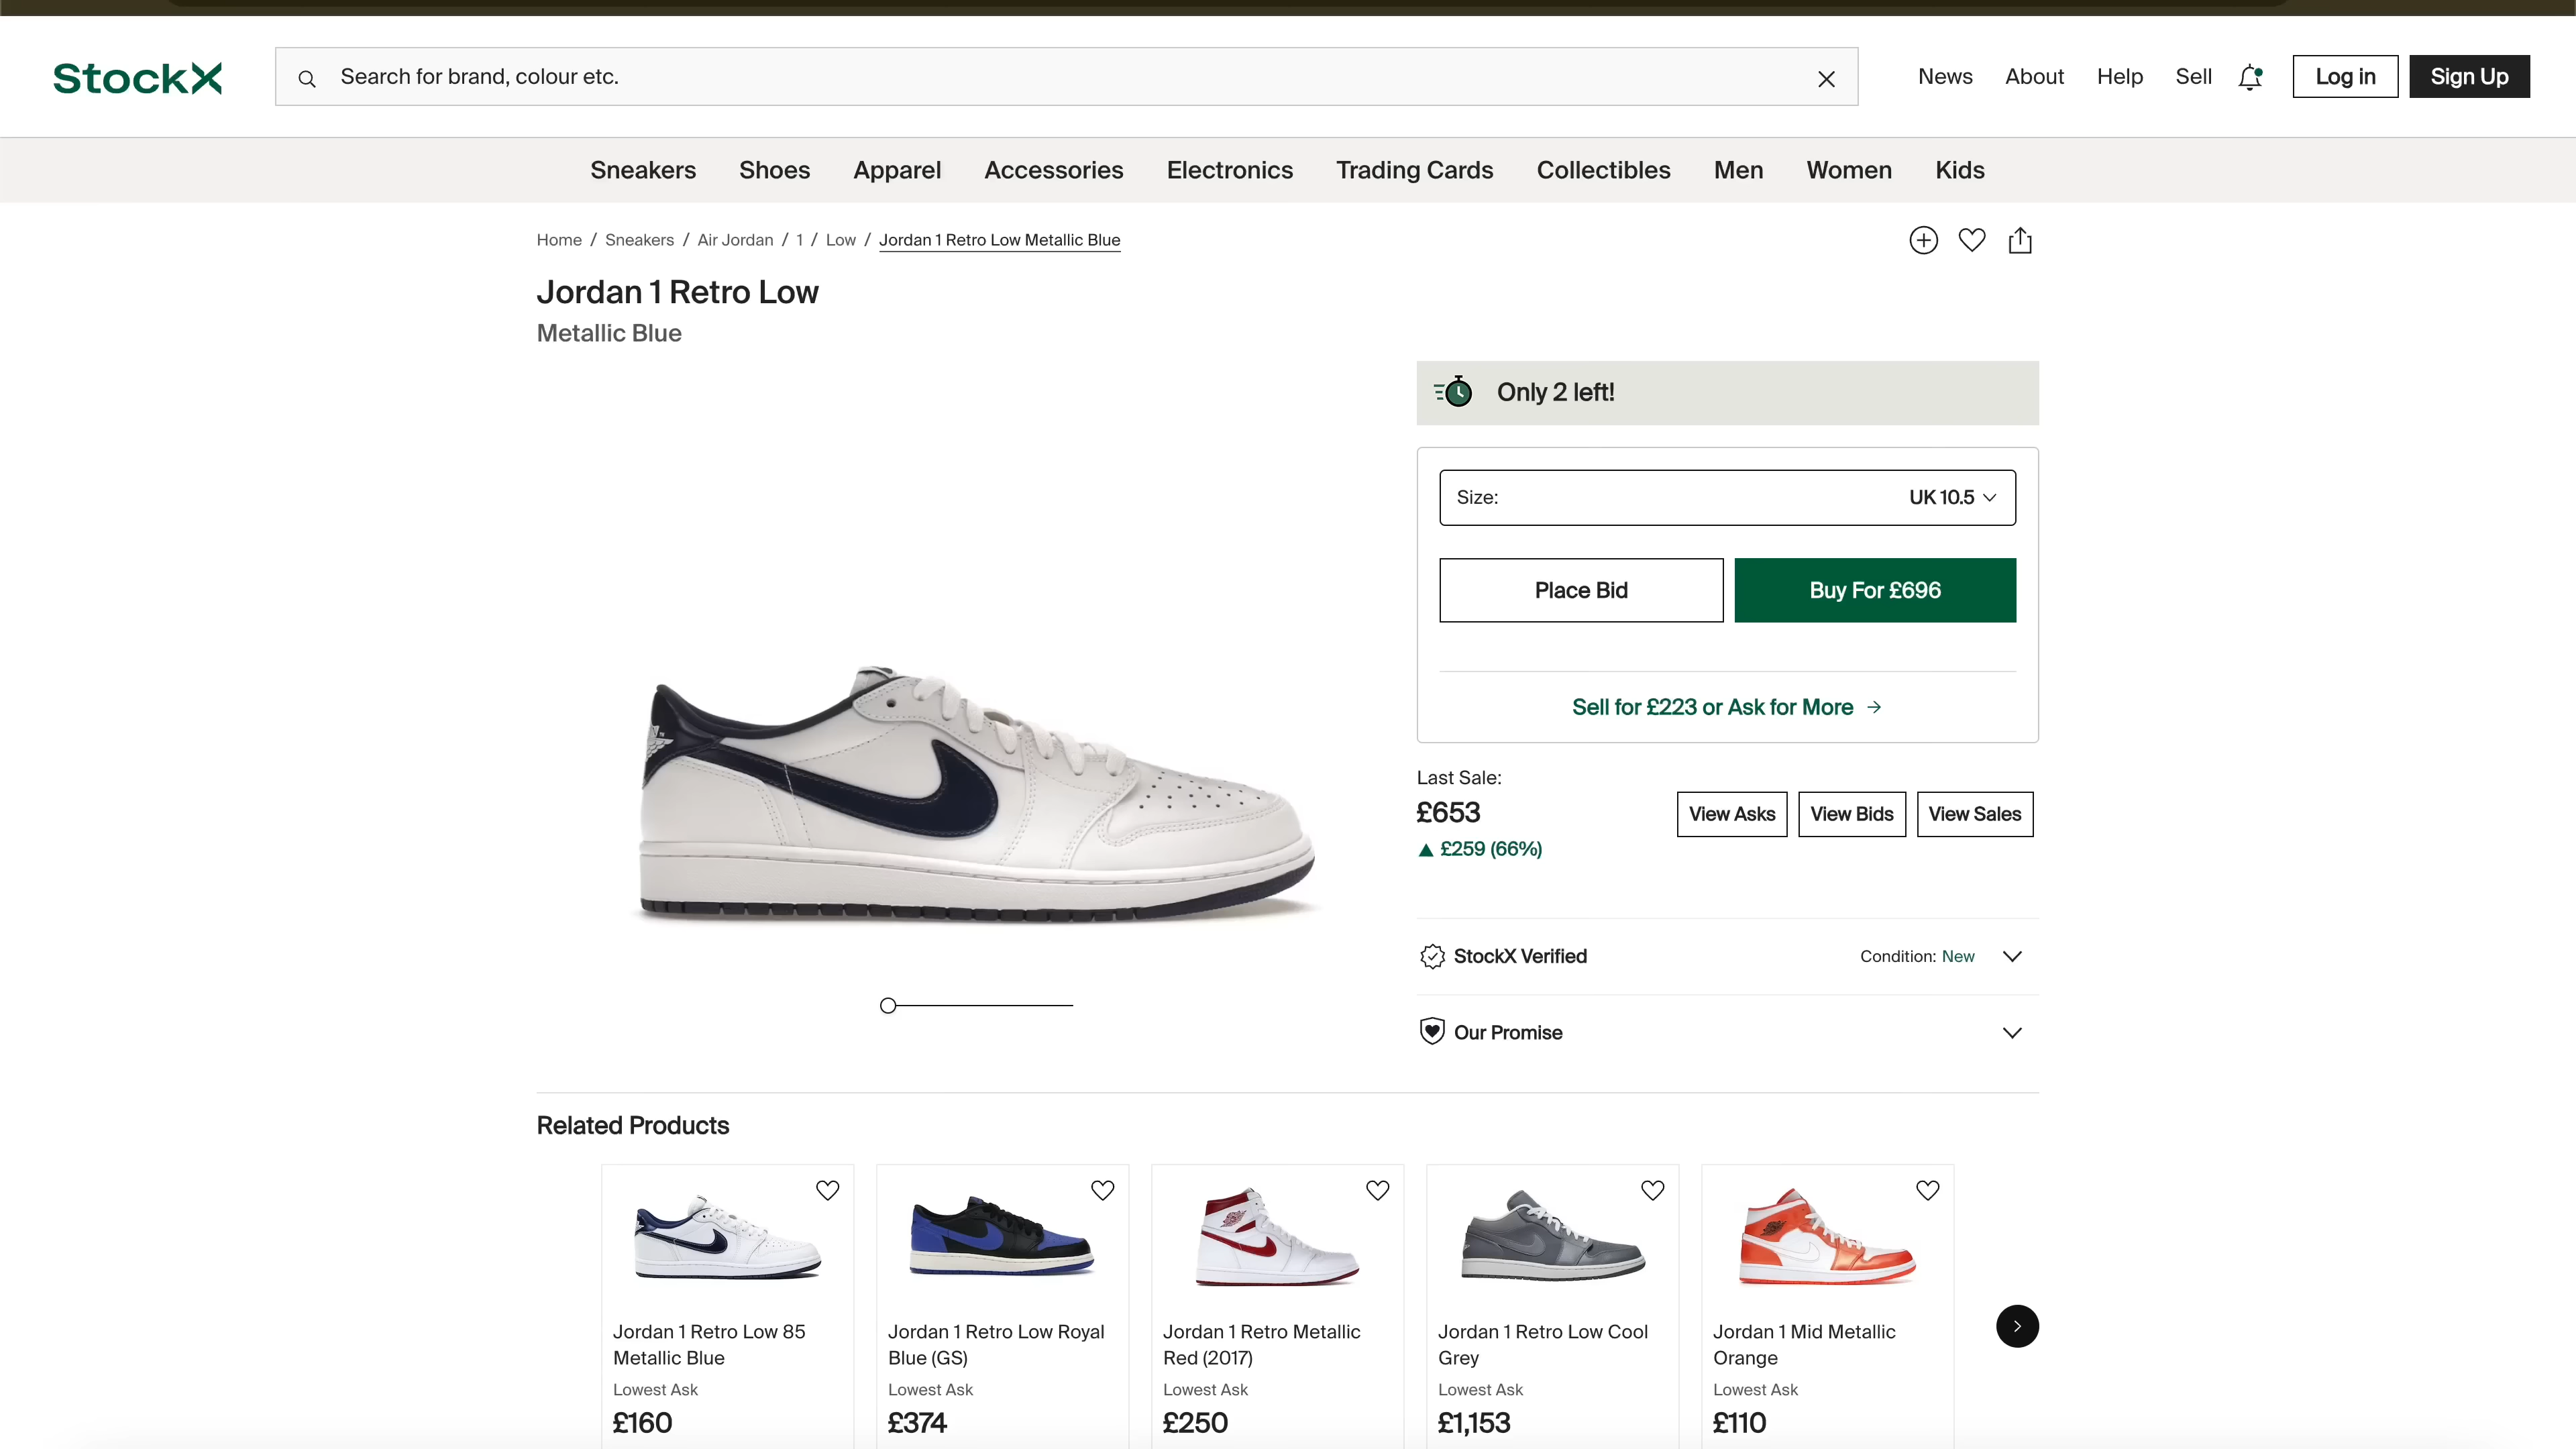 StockX
Search for brand, colour etc.
News About Help Sell Log in Sign Up
Sneakers Shoes Apparel Accessories Electronics Trading Cards Collectibles Men Women Kids
Home / Sneakers / Air Jordan / 1 / Low / Jordan 1 Retro Low Metallic Blue
Jordan 1 Retro Low
Metallic Blue
Only 2 left!
Size: UK 10.5
Place Bid Buy For £696
Sell for £223 or Ask for More
Last Sale:
£653
View Asks View Bids View Sales
£259 (66%)
StockX Verified Condition: New
Our Promise
Related Products
Jordan 1 Retro Low 85
Metallic Blue
Lowest Ask
£160
Jordan 1 Retro Low Royal
Blue (GS)
Lowest Ask
£374
Jordan 1 Retro Metallic
Red (2017)
Lowest Ask
£250
Jordan 1 Retro Low Cool
Grey
Lowest Ask
£1,153
Jordan 1 Mid Metallic
Orange
Lowest Ask
£110